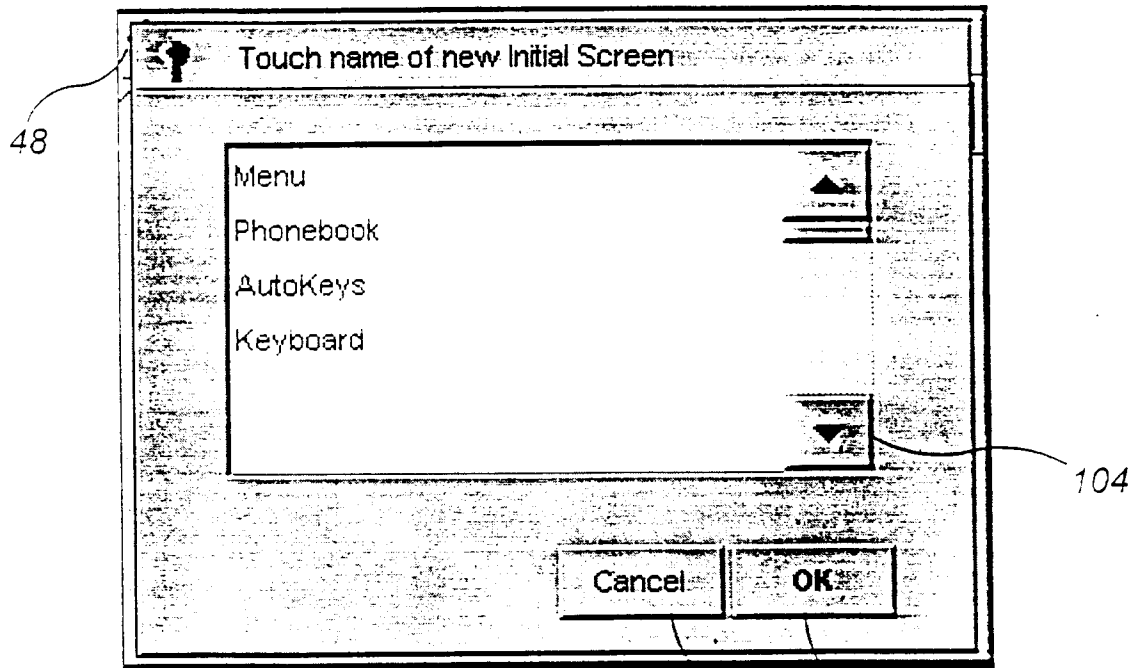 Touch name of new Initial Screen
48
Menu
Phonebook
AutoKeys
Keyboard
104
Cancel
OK